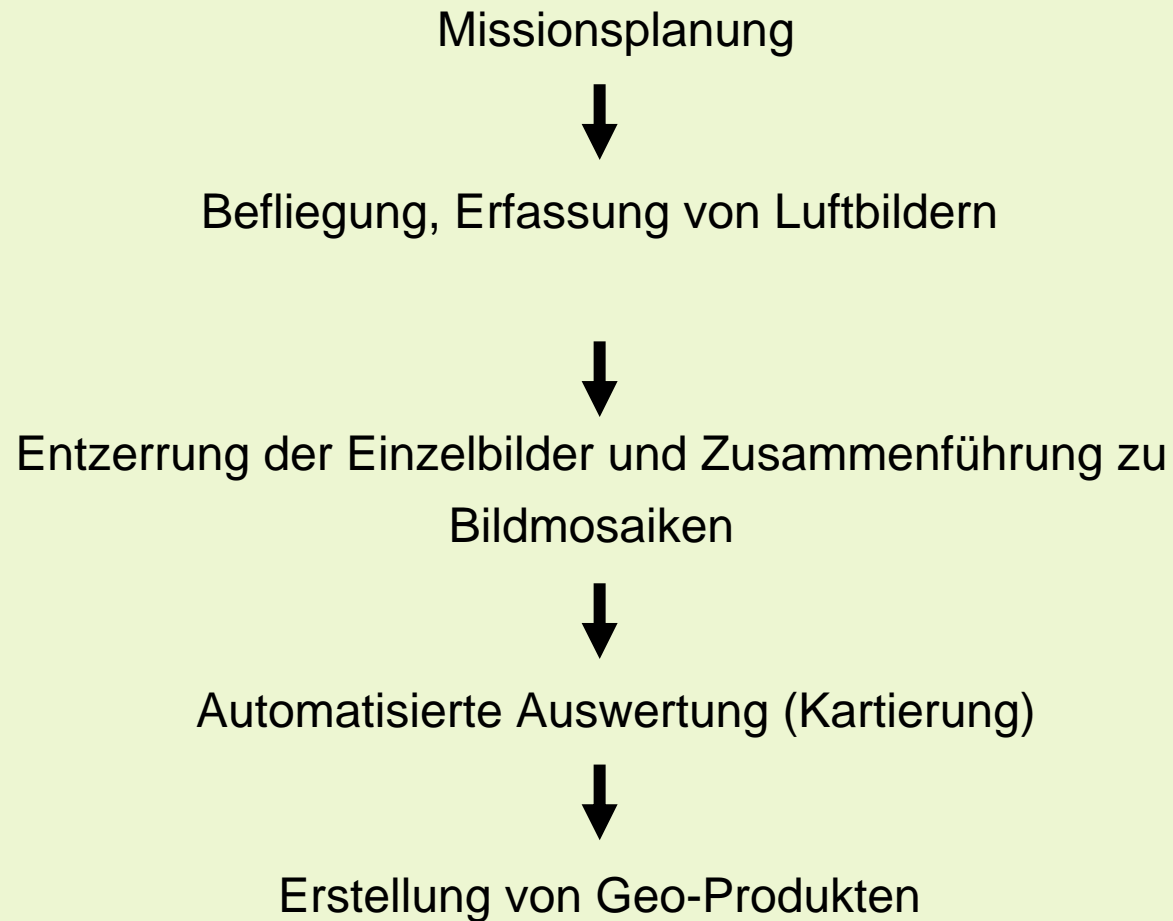 Missionsplanung
Befliegung, Erfassung von Luftbildern
Entzerrung der Einzelbilder und Zusammenführung zu
Bildmosaiken
Automatisierte Auswertung (Kartierung)
Erstellung von Geo-Produkten